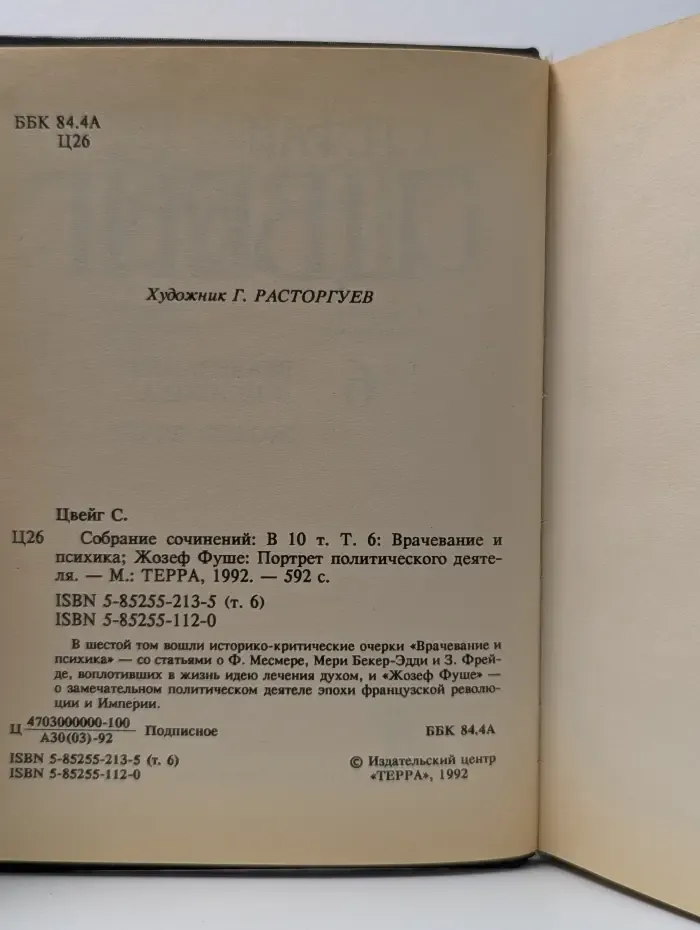 ББК 84.4А
Ц26
Художник Г. РАСТОРГУЕВ
Цвейг С.
Ц26 Собрание сочинений: В 10 т. Т. 6: Врачевание и
психика; Жозеф Фуше: Портрет политического деяте-
ля. — М.: ТЕРРА, 1992. — 592 с.
ISBN 5-85255-213-5 (т. 6)
ISBN 5-85255-112-0
В шестой том вошли историко-критические очерки «Врачевание и
психика» — со статьями о Ф. Месмере, Мери Бекер-Эдди и З. Фрей-
де, воплотивших в жизнь идею лечения духом, и «Жозеф Фуше» —
о замечательном политическом деятеле эпохи французской револю-
ции и Империи.
Ц 4703000000-100 Подписное ББК 84.4А
А30(03)-92
ISBN 5-85255-213-5 (т. 6)
ISBN 5-85255-112-0
© Издательский центр
«ТЕРРА», 1992